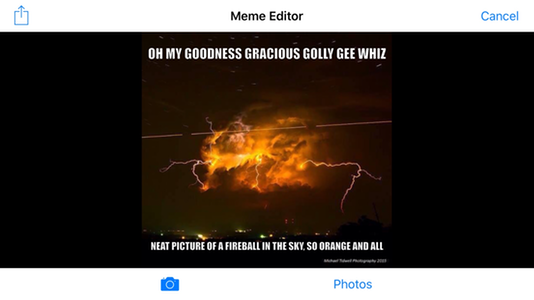 Meme Editor
Cancel
OH MY GOODNESS GRACIOUS GOLLY GEE WHIZ
NEAT PICTURE OF A FIREBALL IN THE SKY, SO ORANGE AND ALL
Michael Tidwell Photography 2015
Photos